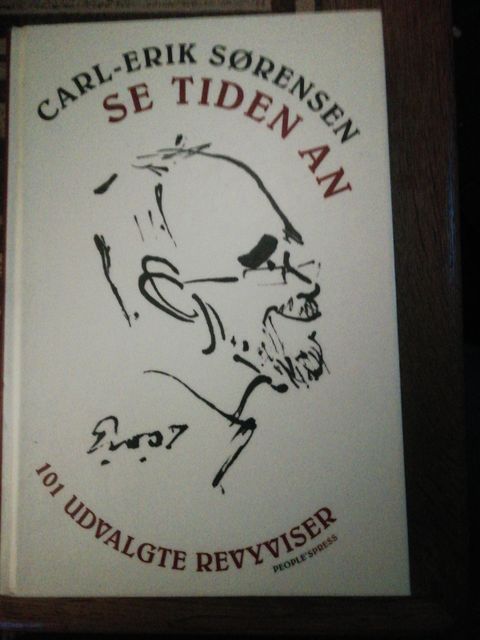 CARL-ERIK SØRENSEN
SE TIDEN AN
101 UDVALGTE REVYVISER
PEOPLE'SPRESS